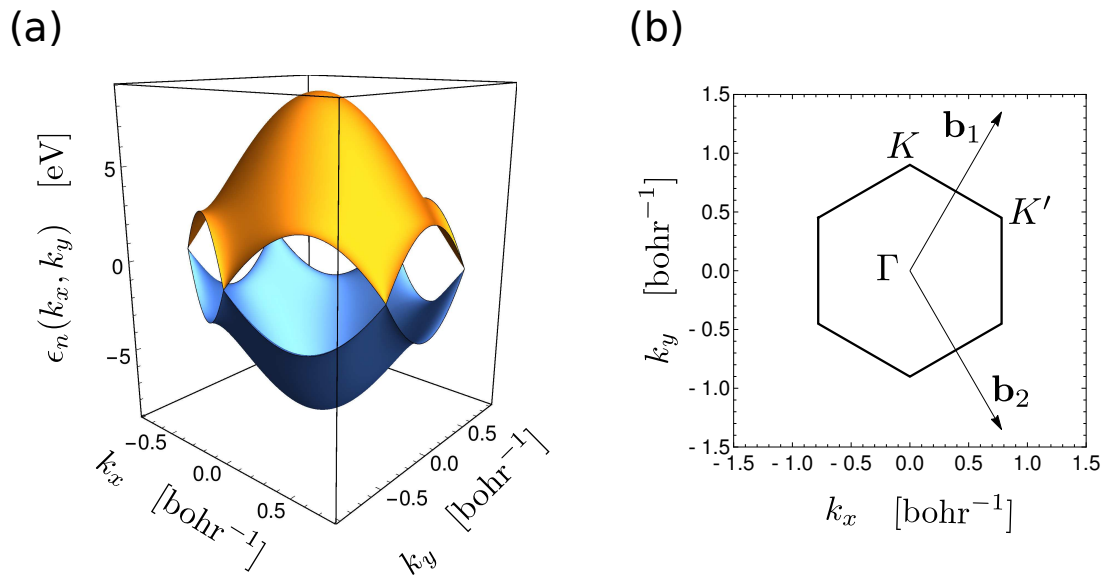 (a)
ϵₙ(kₓ, k_y) [eV]
5
0
−5
−0.5
0.0
0.5
kₓ [bohr⁻¹]
−0.5
0.0
0.5
k_y [bohr⁻¹]
(b)
k_y [bohr⁻¹]
1.5
1.0
0.5
0.0
- 0.5
- 1.0
- 1.5
b₁
K
K′
Γ
b₂
- 1.5 - 1.0 - 0.5 0.0 0.5 1.0 1.5
kₓ [bohr⁻¹]